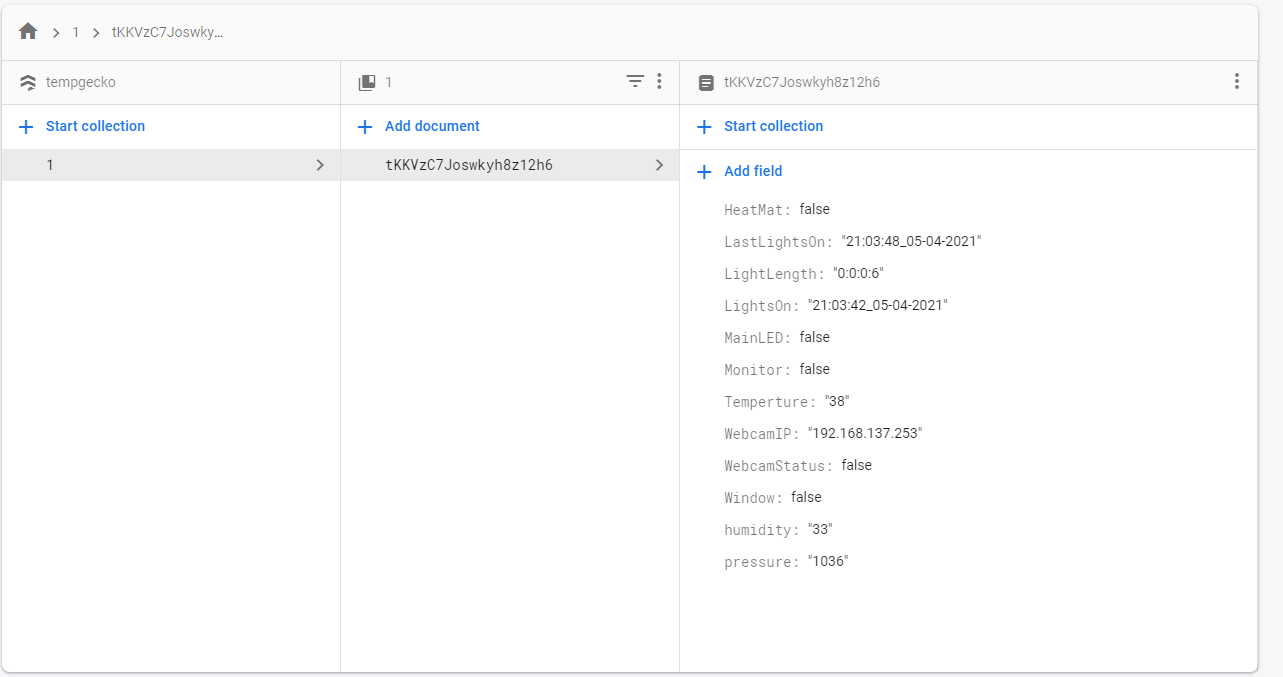 1 tKKVzC7Joswky…
tempgecko
Start collection
1
1
Add document
tKKVzC7Joswkyh8z12h6
tKKVzC7Joswkyh8z12h6
Start collection
Add field
HeatMat: false
LastLightsOn: "21:03:48_05-04-2021"
LightLength: "0:0:0:6"
LightsOn: "21:03:42_05-04-2021"
MainLED: false
Monitor: false
Temperture: "38"
WebcamIP: "192.168.137.253"
WebcamStatus: false
Window: false
humidity: "33"
pressure: "1036"